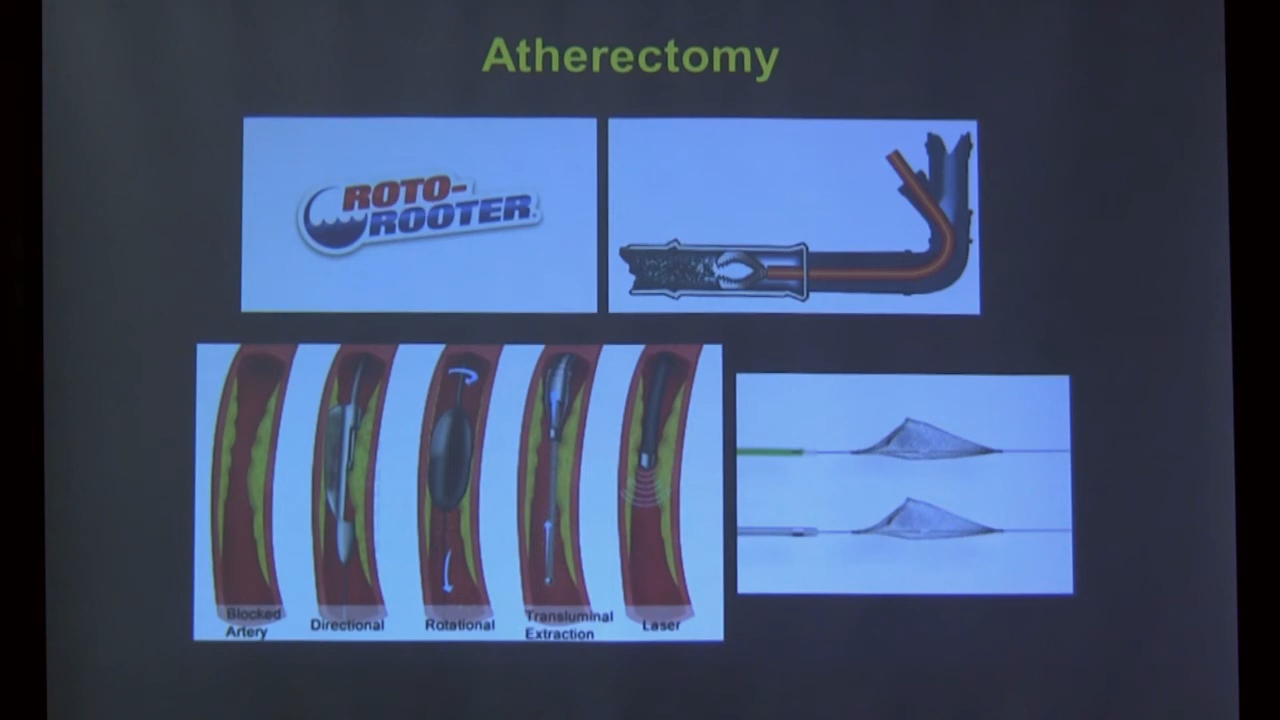 Atherectomy
ROTO-
ROOTER
Blocked
Artery
Directional
Rotational
Transluminal
Extraction
Laser